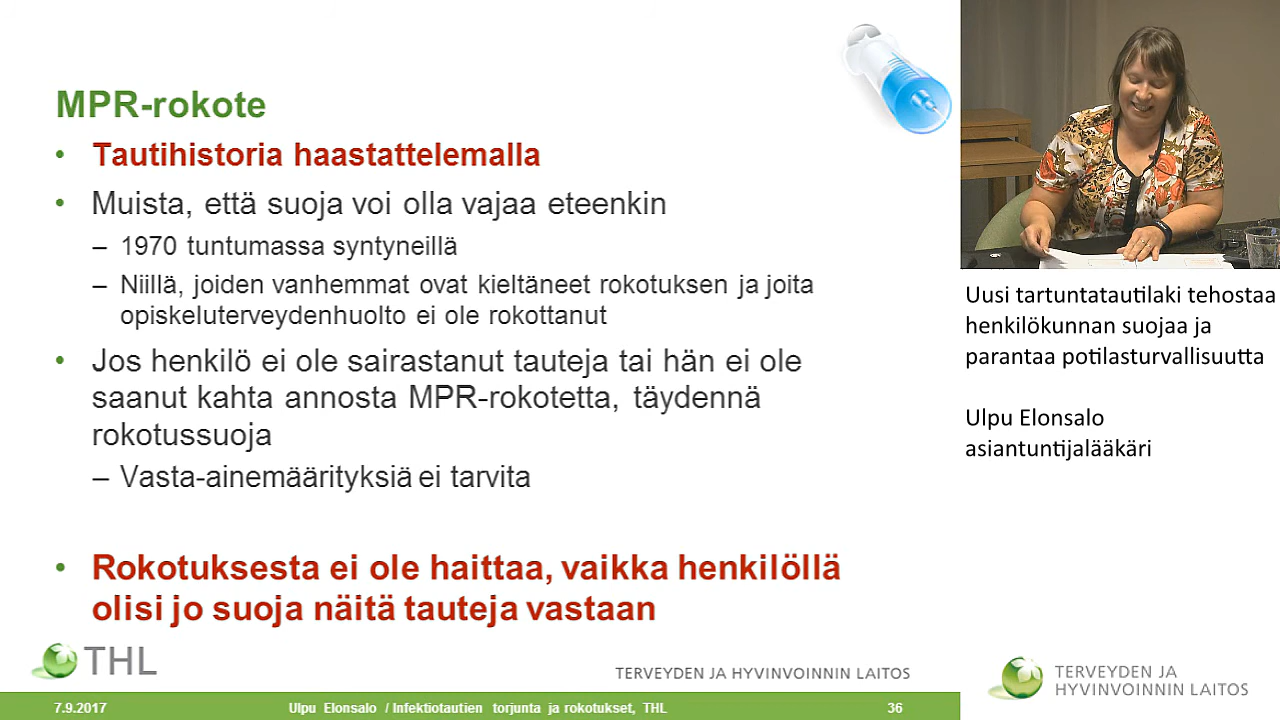 MPR-rokote
• Tautihistoria haastattelemalla
• Muista, että suoja voi olla vajaa eteenkin
– 1970 tuntumassa syntyneillä
– Niillä, joiden vanhemmat ovat kieltäneet rokotuksen ja joita
opiskeluterveydenhuolto ei ole rokottanut
• Jos henkilö ei ole sairastanut tauteja tai hän ei ole
saanut kahta annosta MPR-rokotetta, täydennä
rokotussuoja
– Vasta-ainemäärityksiä ei tarvita
• Rokotuksesta ei ole haittaa, vaikka henkilöllä
olisi jo suoja näitä tauteja vastaan
THL
TERVEYDEN JA HYVINVOINNIN LAITOS
7.9.2017
Ulpu Elonsalo / Infektiotautien torjunta ja rokotukset, THL
36
Uusi tartuntatautilaki tehostaa
henkilökunnan suojaa ja
parantaa potilasturvallisuutta
Ulpu Elonsalo
asiantuntijalääkäri
TERVEYDEN JA
HYVINVOINNIN LAITOS